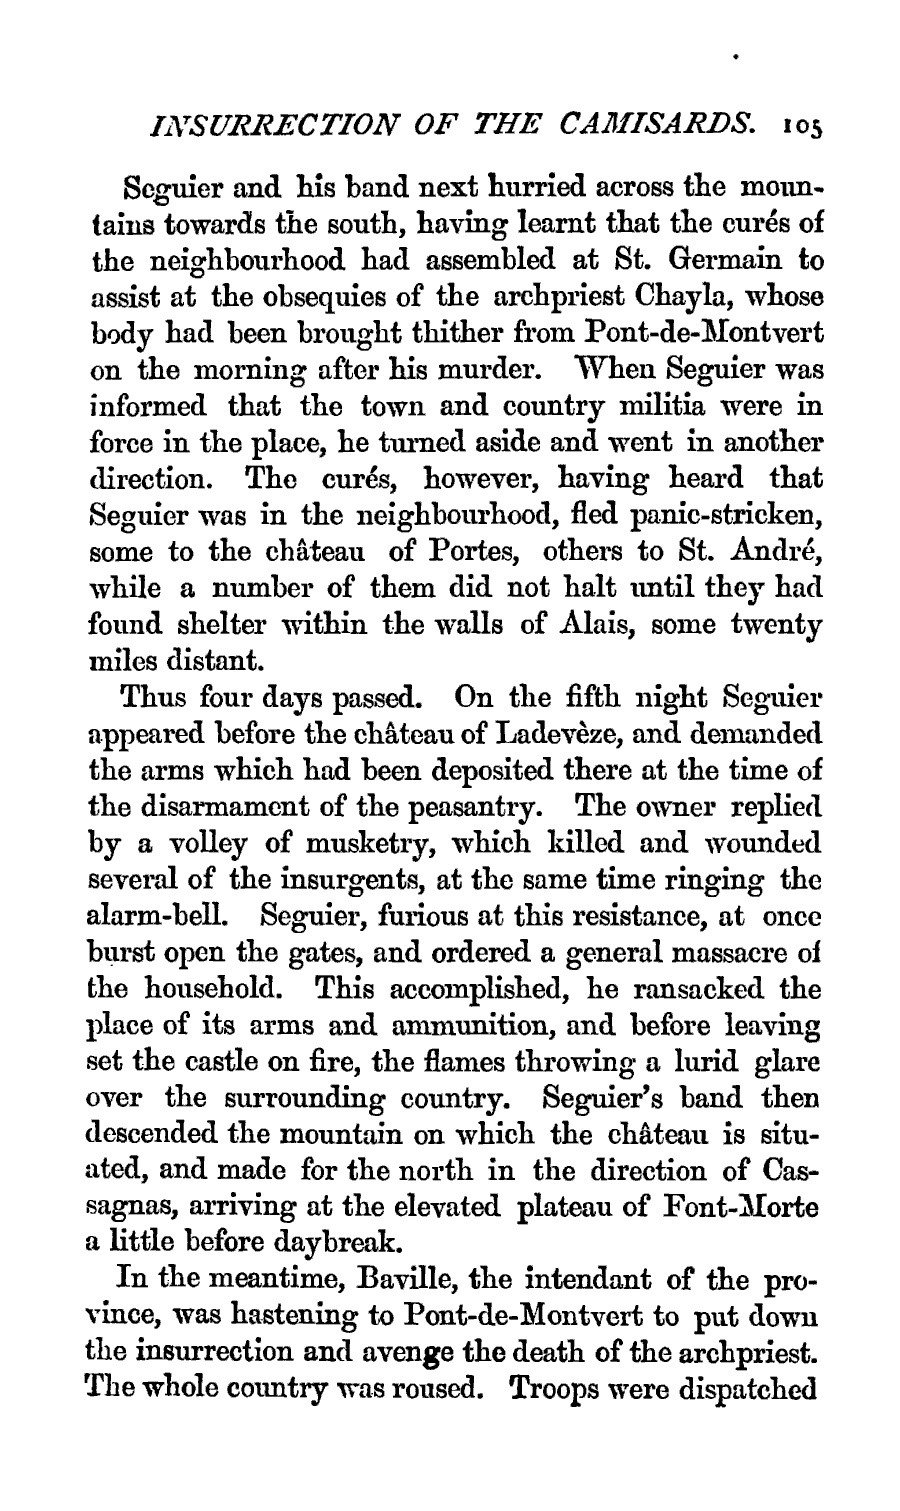 INSURRECTION OF THE CAMISARDS. 105
Seguier and his band next hurried across the moun-
tains towards the south, having learnt that the curés of
the neighbourhood had assembled at St. Germain to
assist at the obsequies of the archpriest Chayla, whose
body had been brought thither from Pont-de-Montvert
on the morning after his murder. When Seguier was
informed that the town and country militia were in
force in the place, he turned aside and went in another
direction. The curés, however, having heard that
Seguier was in the neighbourhood, fled panic-stricken,
some to the château of Portes, others to St. André,
while a number of them did not halt until they had
found shelter within the walls of Alais, some twenty
miles distant.
Thus four days passed. On the fifth night Seguier
appeared before the château of Ladevèze, and demanded
the arms which had been deposited there at the time of
the disarmament of the peasantry. The owner replied
by a volley of musketry, which killed and wounded
several of the insurgents, at the same time ringing the
alarm-bell. Seguier, furious at this resistance, at once
burst open the gates, and ordered a general massacre of
the household. This accomplished, he ransacked the
place of its arms and ammunition, and before leaving
set the castle on fire, the flames throwing a lurid glare
over the surrounding country. Seguier's band then
descended the mountain on which the château is situ-
ated, and made for the north in the direction of Cas-
sagnas, arriving at the elevated plateau of Font-Morte
a little before daybreak.
In the meantime, Baville, the intendant of the pro-
vince, was hastening to Pont-de-Montvert to put down
the insurrection and avenge the death of the archpriest.
The whole country was roused. Troops were dispatched